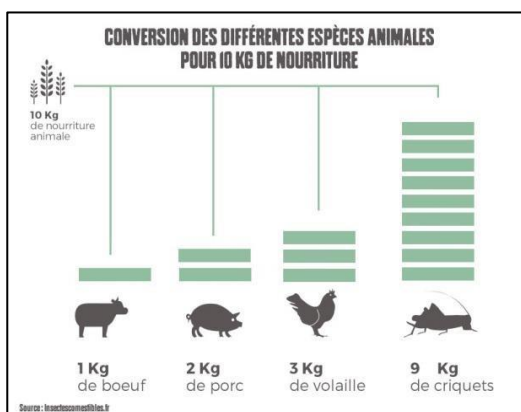 CONVERSION DES DIFFÉRENTES ESPÈCES ANIMALES
POUR 10 KG DE NOURRITURE
10 Kg
de nourriture
animale
1 Kg
de boeuf
2 Kg
de porc
3 Kg
de volaille
9 Kg
de criquets
Source : Insectescomestibles.fr